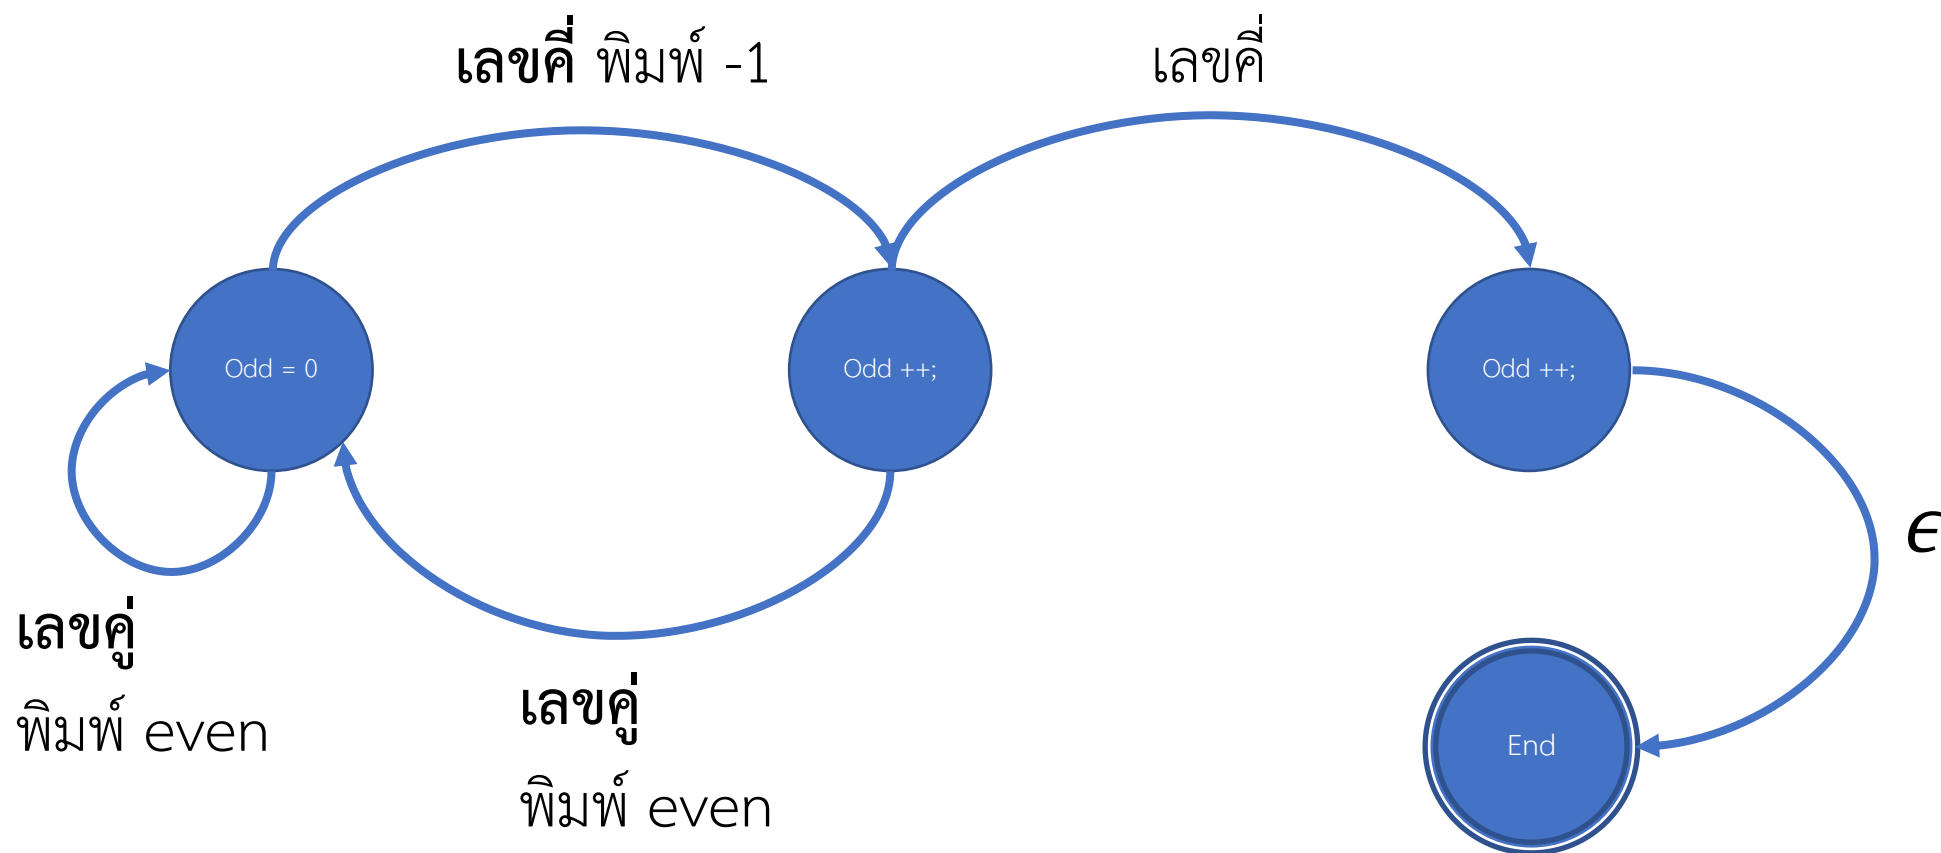 เลขคี่ พิมพ์ -1
เลขคี่
Odd = 0
Odd ++;
Odd ++;
ϵ
เลขคู่
พิมพ์ even
เลขคู่
พิมพ์ even
End